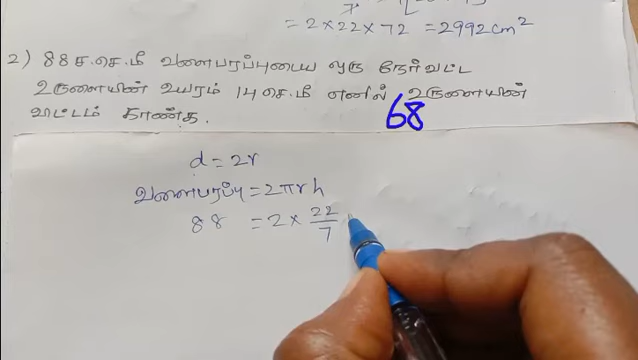 = 2 × 22 × 72 = 2992 cm²
2) 88 ச.செ.மீ வளைபரப்புடைய ஒரு நேர்வட்ட
உருளையின் உயரம் 14 செ.மீ எனில் உருளையின்
விட்டம் காண்க.
68
d = 2r
வளைபரப்பு = 2πrh
88 = 2 × 22/7